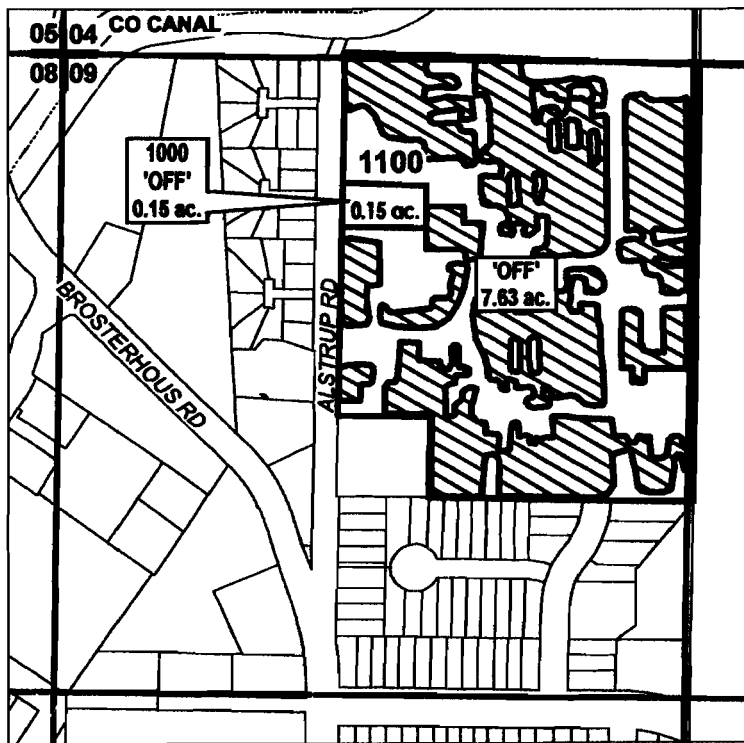 05 04 CO CANAL
08 09
1000
'OFF'
0.15 ac.
1100
0.15 ac.
'OFF'
7.63 ac.
BROSTERHOUS RD
ALSTRUP RD